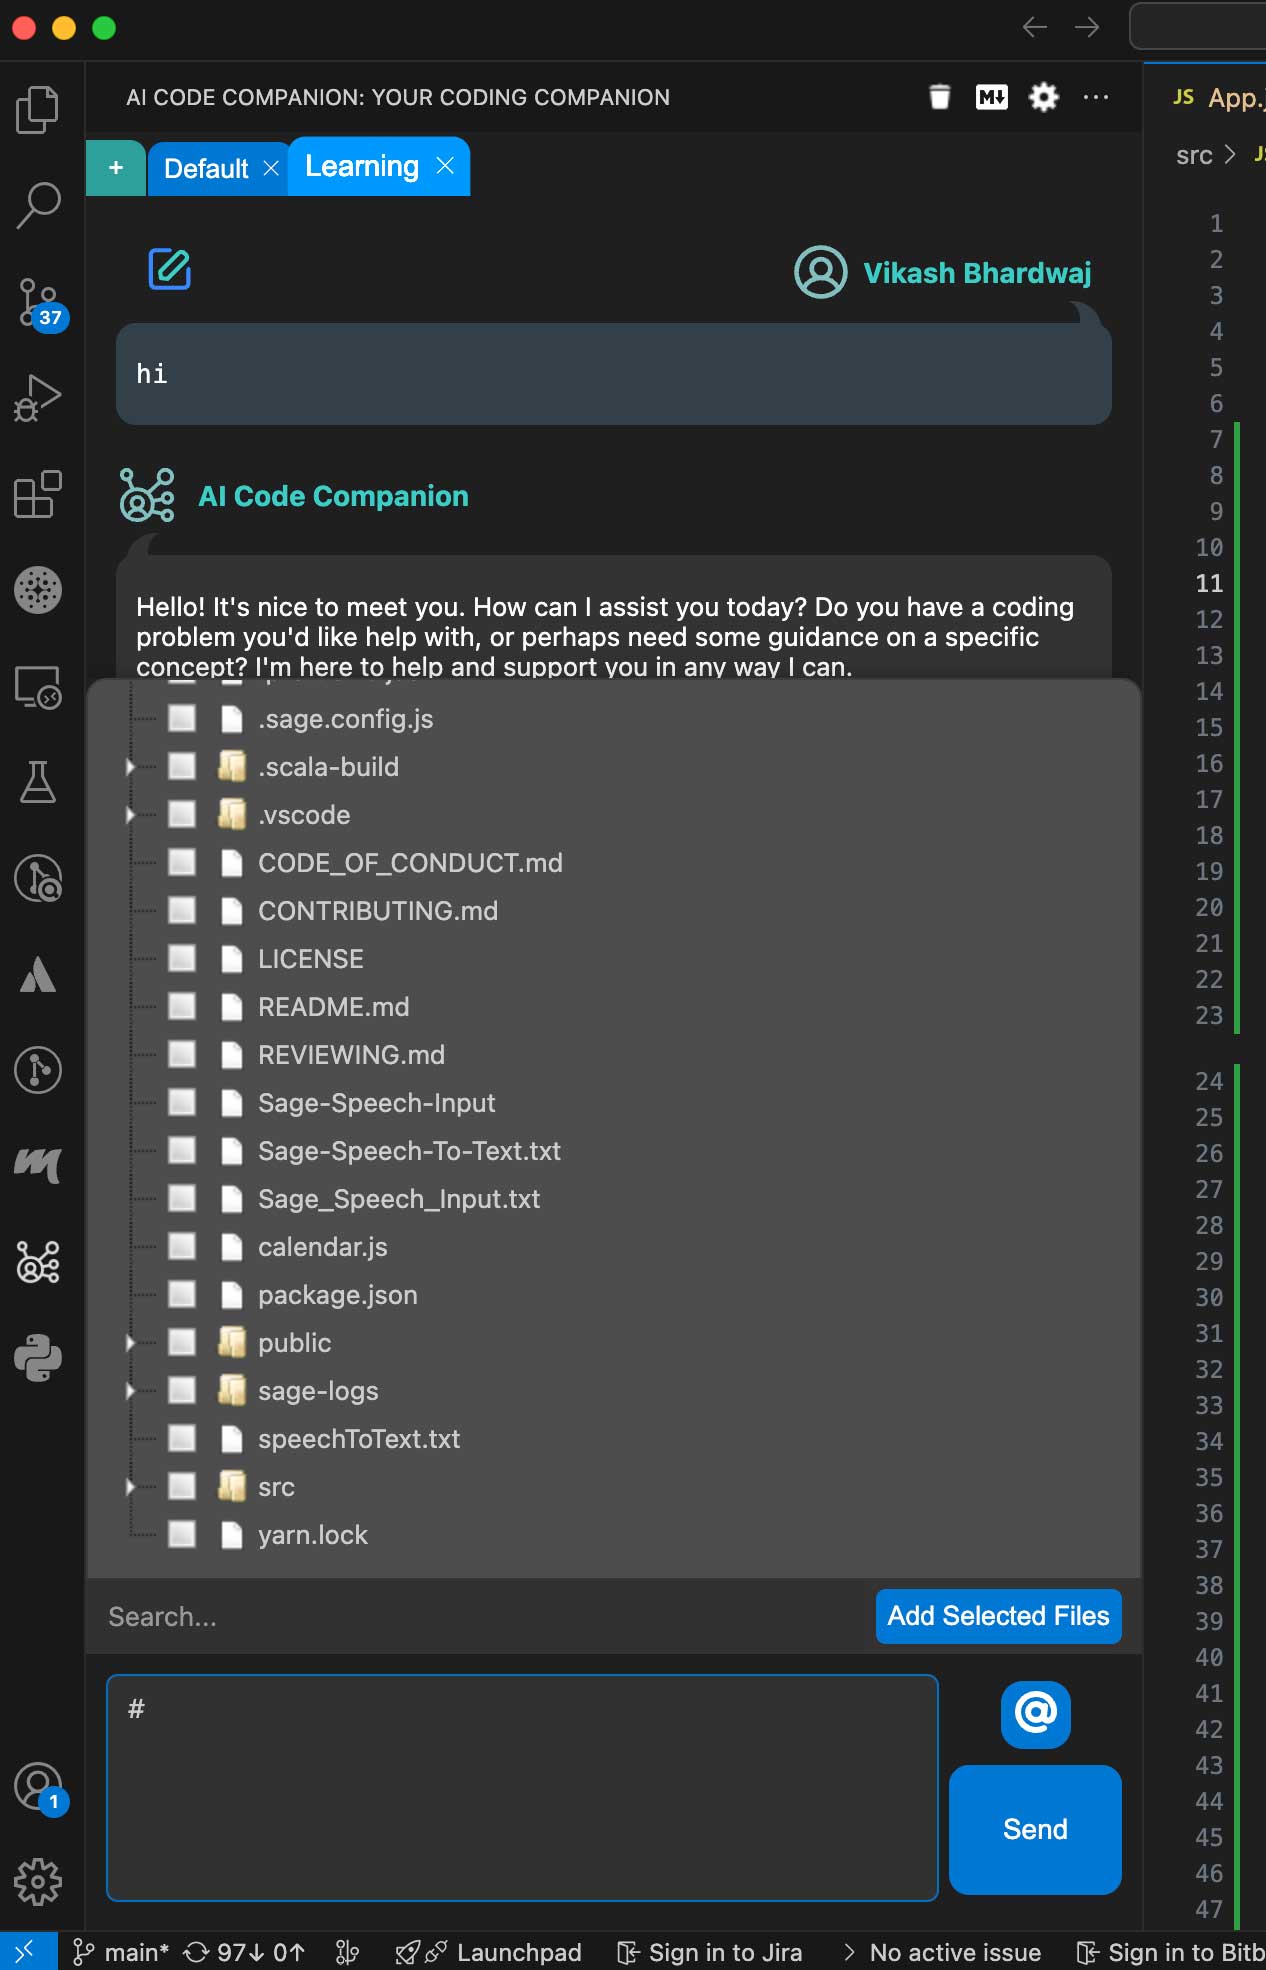 AI CODE COMPANION: YOUR CODING COMPANION
M↓
...
JS App.
+
Default ×
Learning ×
src >
37
Vikash Bhardwaj
hi
AI Code Companion
Hello! It's nice to meet you. How can I assist you today? Do you have a coding
problem you'd like help with, or perhaps need some guidance on a specific
concept? I'm here to help and support you in any way I can.
.sage.config.js
.scala-build
.vscode
CODE_OF_CONDUCT.md
CONTRIBUTING.md
LICENSE
README.md
REVIEWING.md
Sage-Speech-Input
Sage-Speech-To-Text.txt
Sage_Speech_Input.txt
calendar.js
package.json
public
sage-logs
speechToText.txt
src
yarn.lock
Search...
Add Selected Files
#
@
Send
1
1
2
3
4
5
6
7
8
9
10
11
12
13
14
15
16
17
18
19
20
21
22
23
24
25
26
27
28
29
30
31
32
33
34
35
36
37
38
39
40
41
42
43
44
45
46
47
main* 97↓ 0↑ Launchpad Sign in to Jira > No active issue Sign in to Bitb